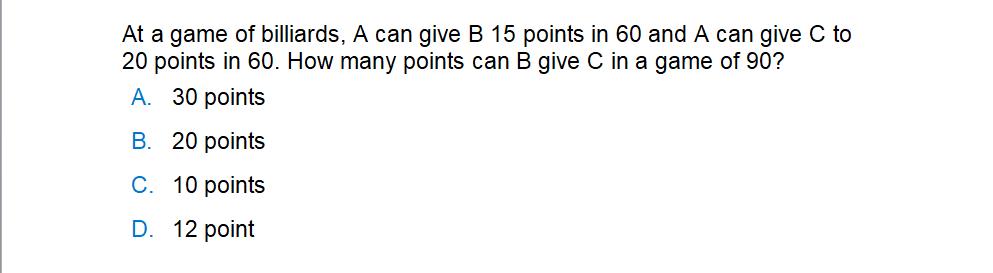 At a game of billiards, A can give B 15 points in 60 and A can give C to
20 points in 60. How many points can B give C in a game of 90?
A. 30 points
B. 20 points
C. 10 points
D. 12 point